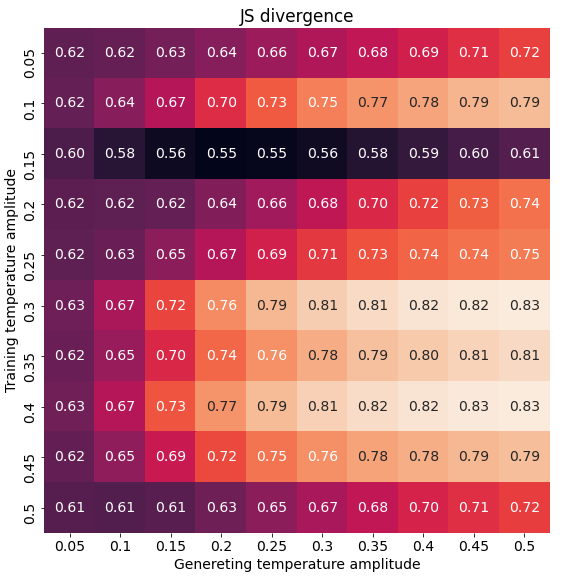 JS divergence
0.05 0.62 0.62 0.63 0.64 0.66 0.67 0.68 0.69 0.71 0.72
0.1 0.62 0.64 0.67 0.70 0.73 0.75 0.77 0.78 0.79 0.79
0.15 0.60 0.58 0.56 0.55 0.55 0.56 0.58 0.59 0.60 0.61
0.2 0.62 0.62 0.62 0.64 0.66 0.68 0.70 0.72 0.73 0.74
0.25 0.62 0.63 0.65 0.67 0.69 0.71 0.73 0.74 0.74 0.75
0.3 0.63 0.67 0.72 0.76 0.79 0.81 0.81 0.82 0.82 0.83
0.35 0.62 0.65 0.70 0.74 0.76 0.78 0.79 0.80 0.81 0.81
0.4 0.63 0.67 0.73 0.77 0.79 0.81 0.82 0.82 0.83 0.83
0.45 0.62 0.65 0.69 0.72 0.75 0.76 0.78 0.78 0.79 0.79
0.5 0.61 0.61 0.61 0.63 0.65 0.67 0.68 0.70 0.71 0.72
0.05 0.1 0.15 0.2 0.25 0.3 0.35 0.4 0.45 0.5
Genereting temperature amplitude
Training temperature amplitude